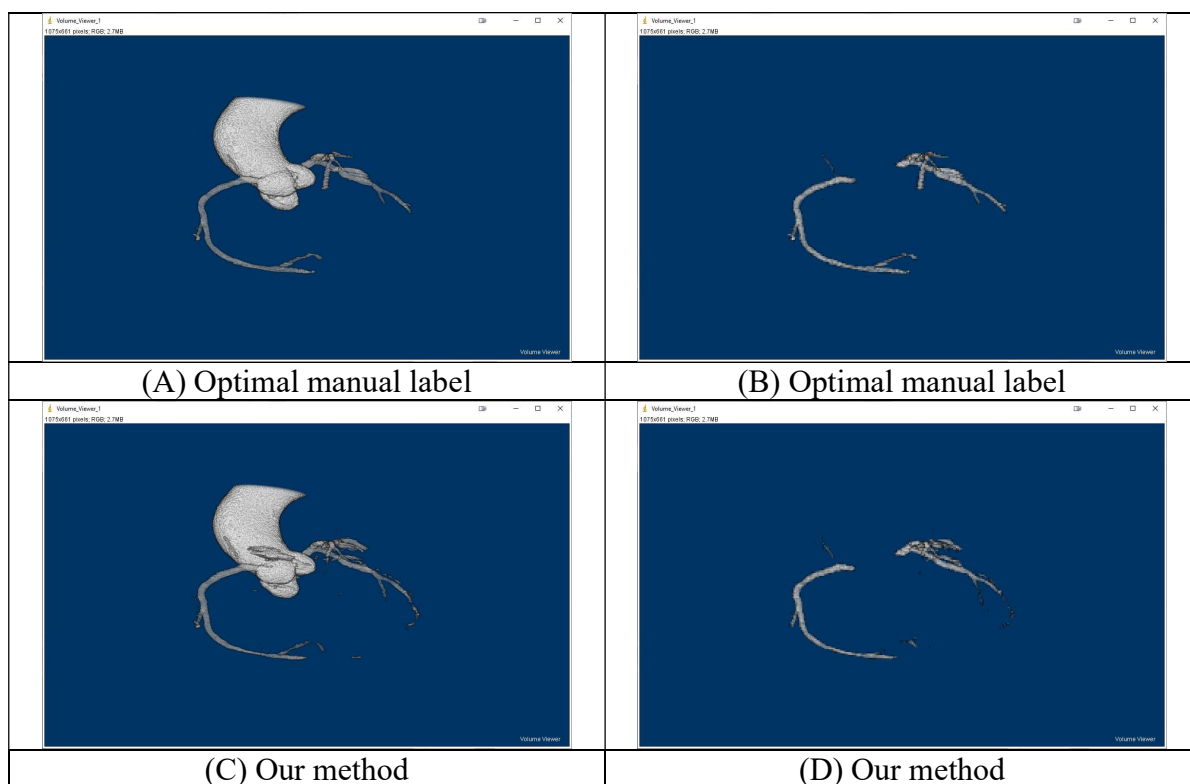 Volume_Viewer_1
1075x661 pixels; RGB; 2.7MB
Volume Viewer
Volume_Viewer_1
1075x661 pixels; RGB; 2.7MB
Volume Viewer
(A) Optimal manual label
(B) Optimal manual label
Volume_Viewer_1
1075x661 pixels; RGB; 2.7MB
Volume Viewer
Volume_Viewer_1
1075x661 pixels; RGB; 2.7MB
Volume Viewer
(C) Our method
(D) Our method